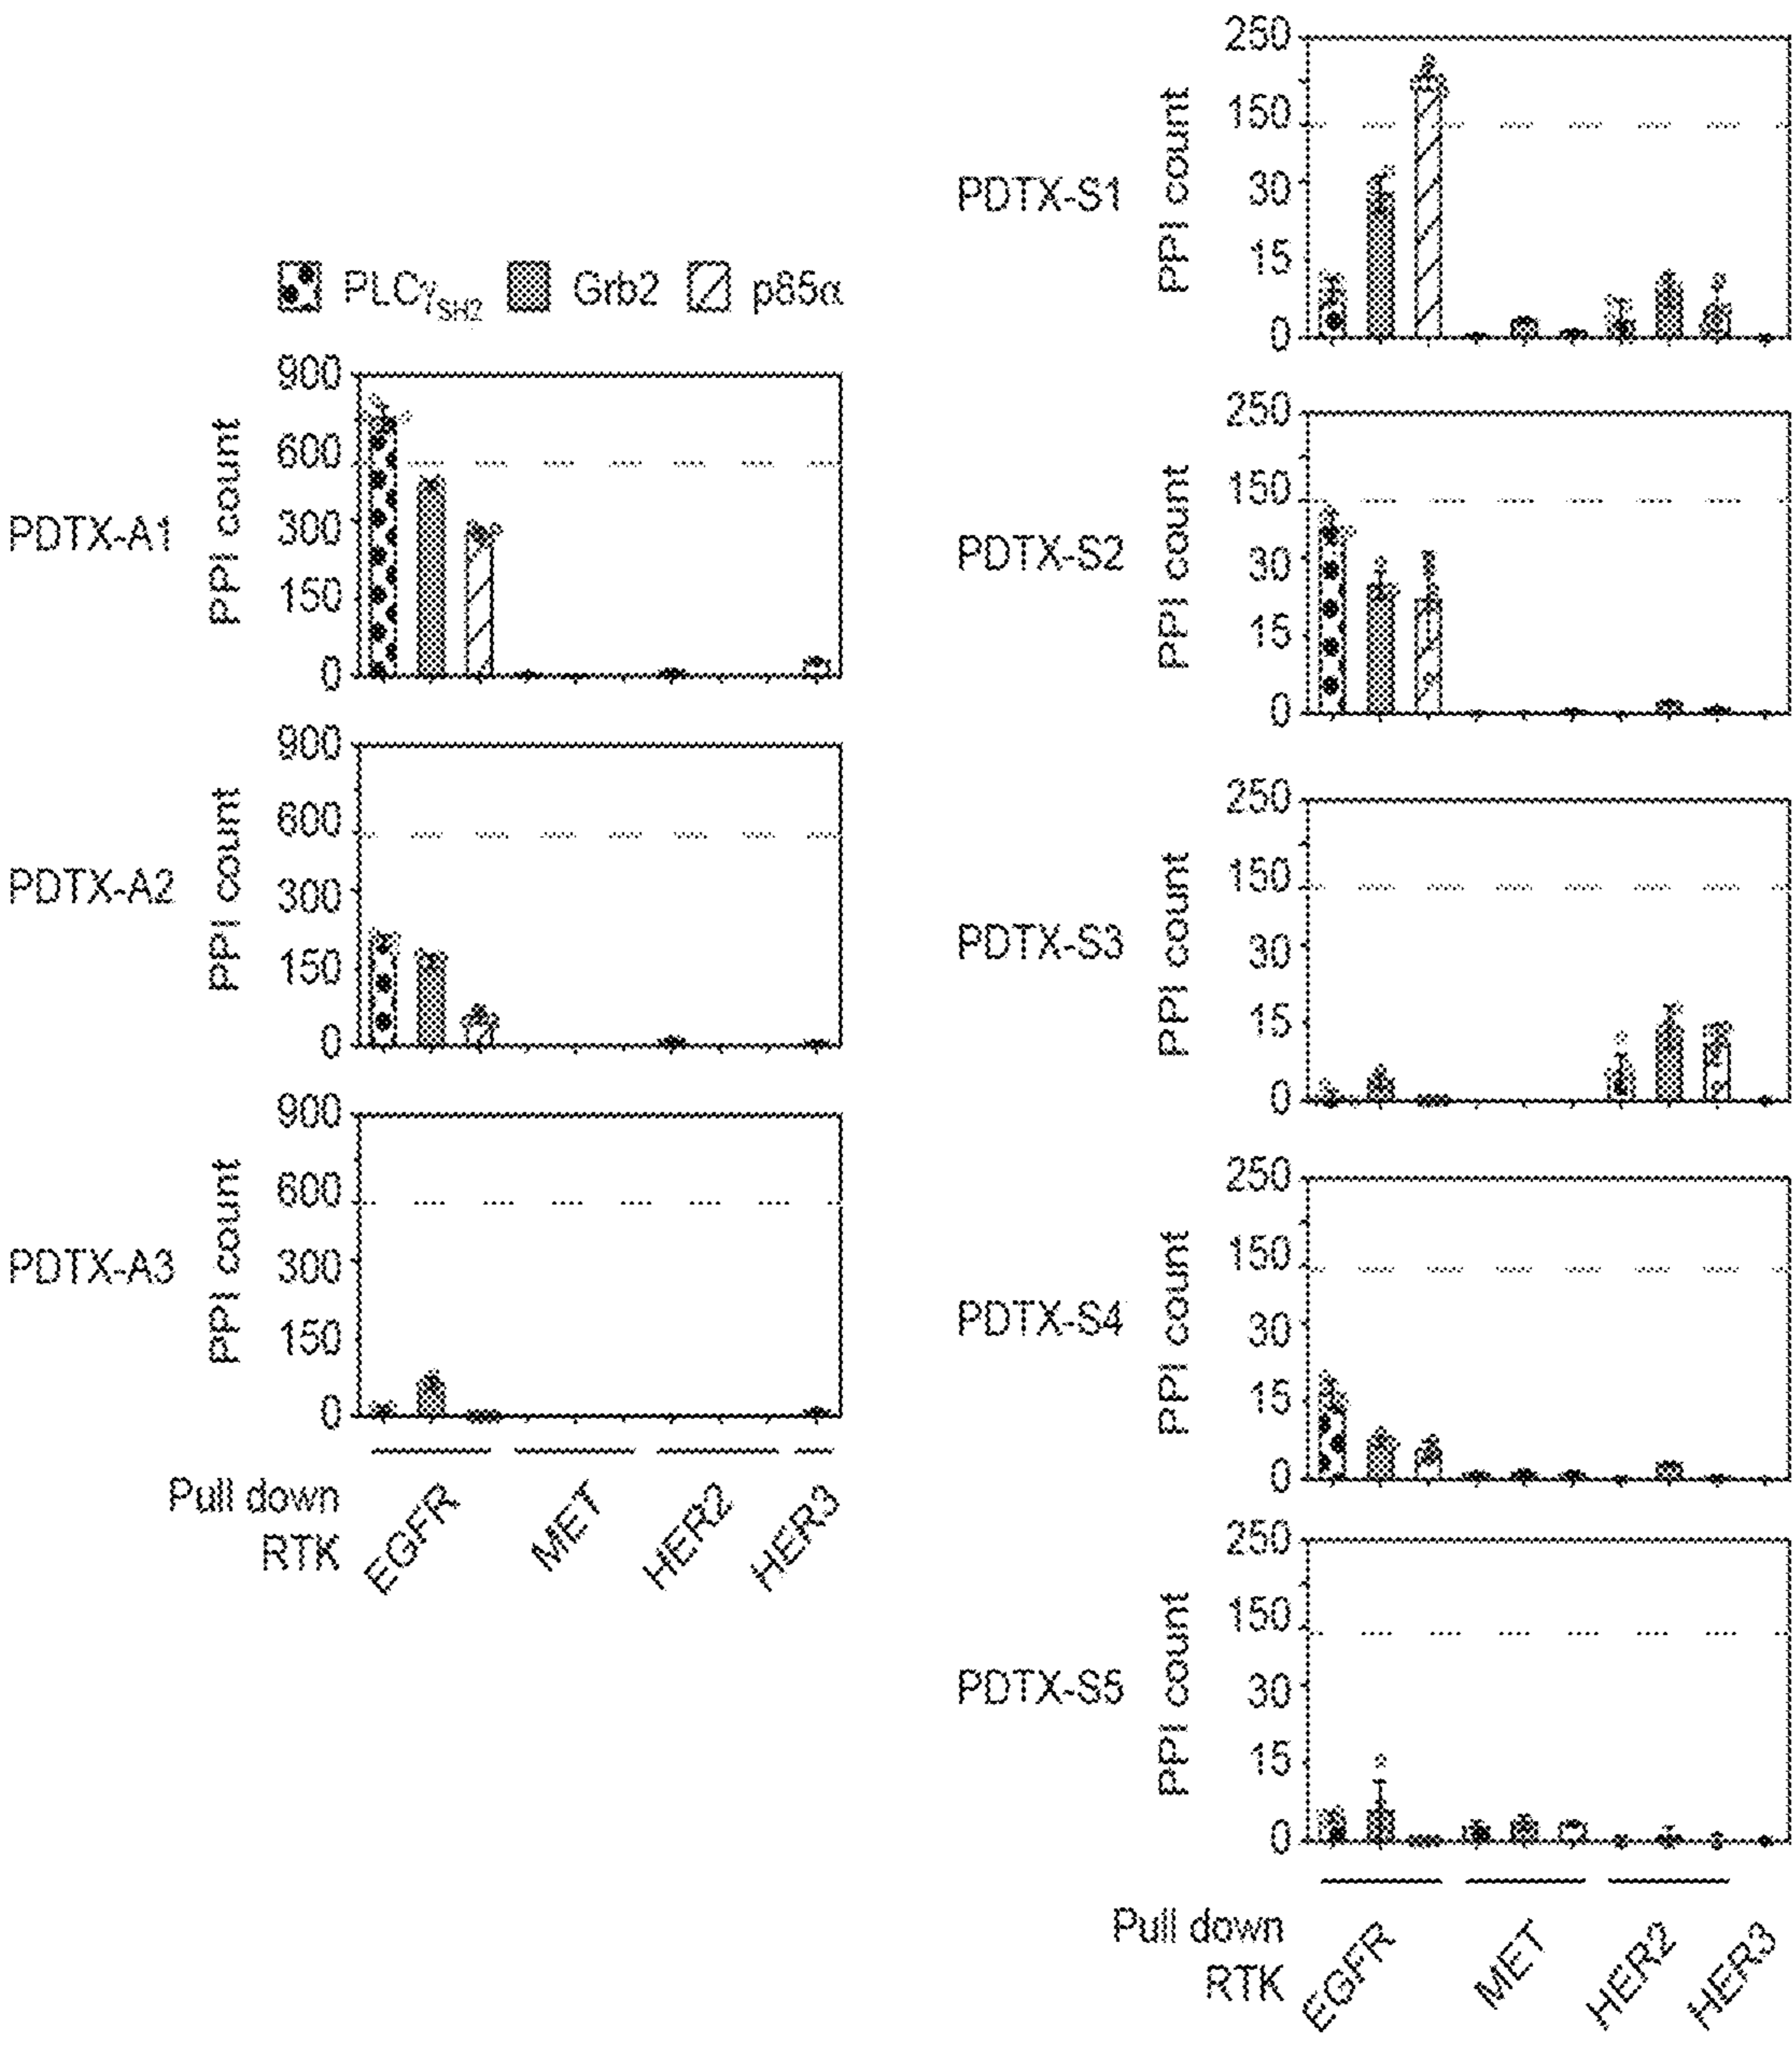 PLCγSH2 Grb2 p85α
PDTX-A1
PPI count
900
600
300
150
0
PDTX-A2
PPI count
900
600
300
150
0
PDTX-A3
PPI count
900
600
300
150
0
Pull down
RTK
EGFR
MET
HER2
HER3
PDTX-S1
PPI count
250
150
30
15
0
PDTX-S2
PPI count
250
150
30
15
0
PDTX-S3
PPI count
250
150
30
15
0
PDTX-S4
PPI count
250
150
30
15
0
PDTX-S5
PPI count
250
150
30
15
0
Pull down
RTK
EGFR
MET
HER2
HER3